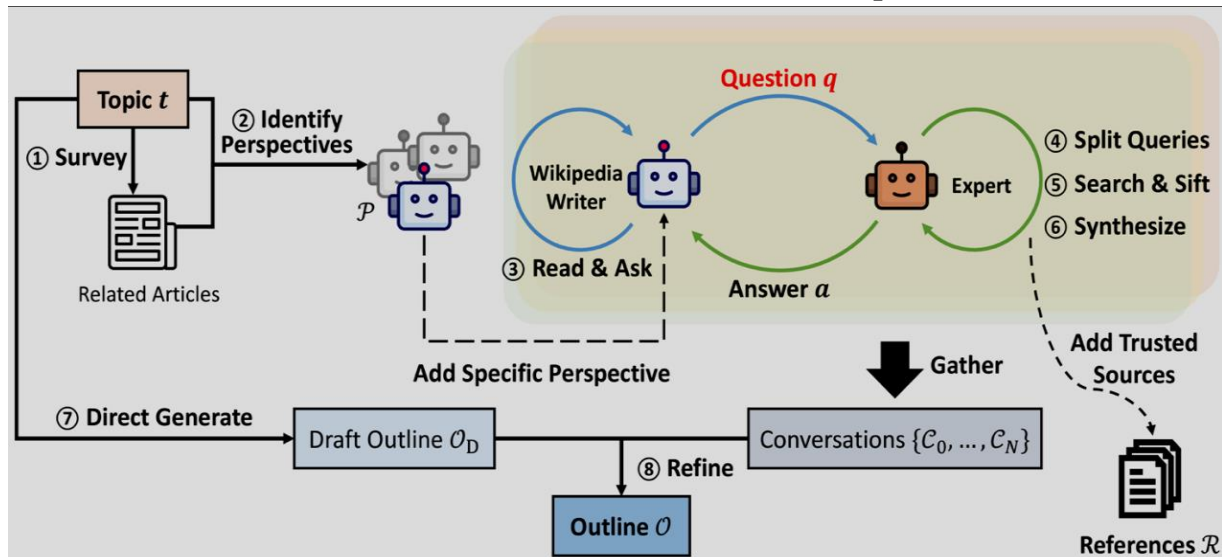 Topic t
① Survey
Related Articles
② Identify
Perspectives
𝒫
Question q
Wikipedia
Writer
Expert
③ Read & Ask
Answer a
④ Split Queries
⑤ Search & Sift
⑥ Synthesize
Add Specific Perspective
Gather
Add Trusted
Sources
⑦ Direct Generate
Draft Outline 𝒪_D
Conversations {𝒞₀, …, 𝒞_N}
⑧ Refine
Outline 𝒪
References ℛ